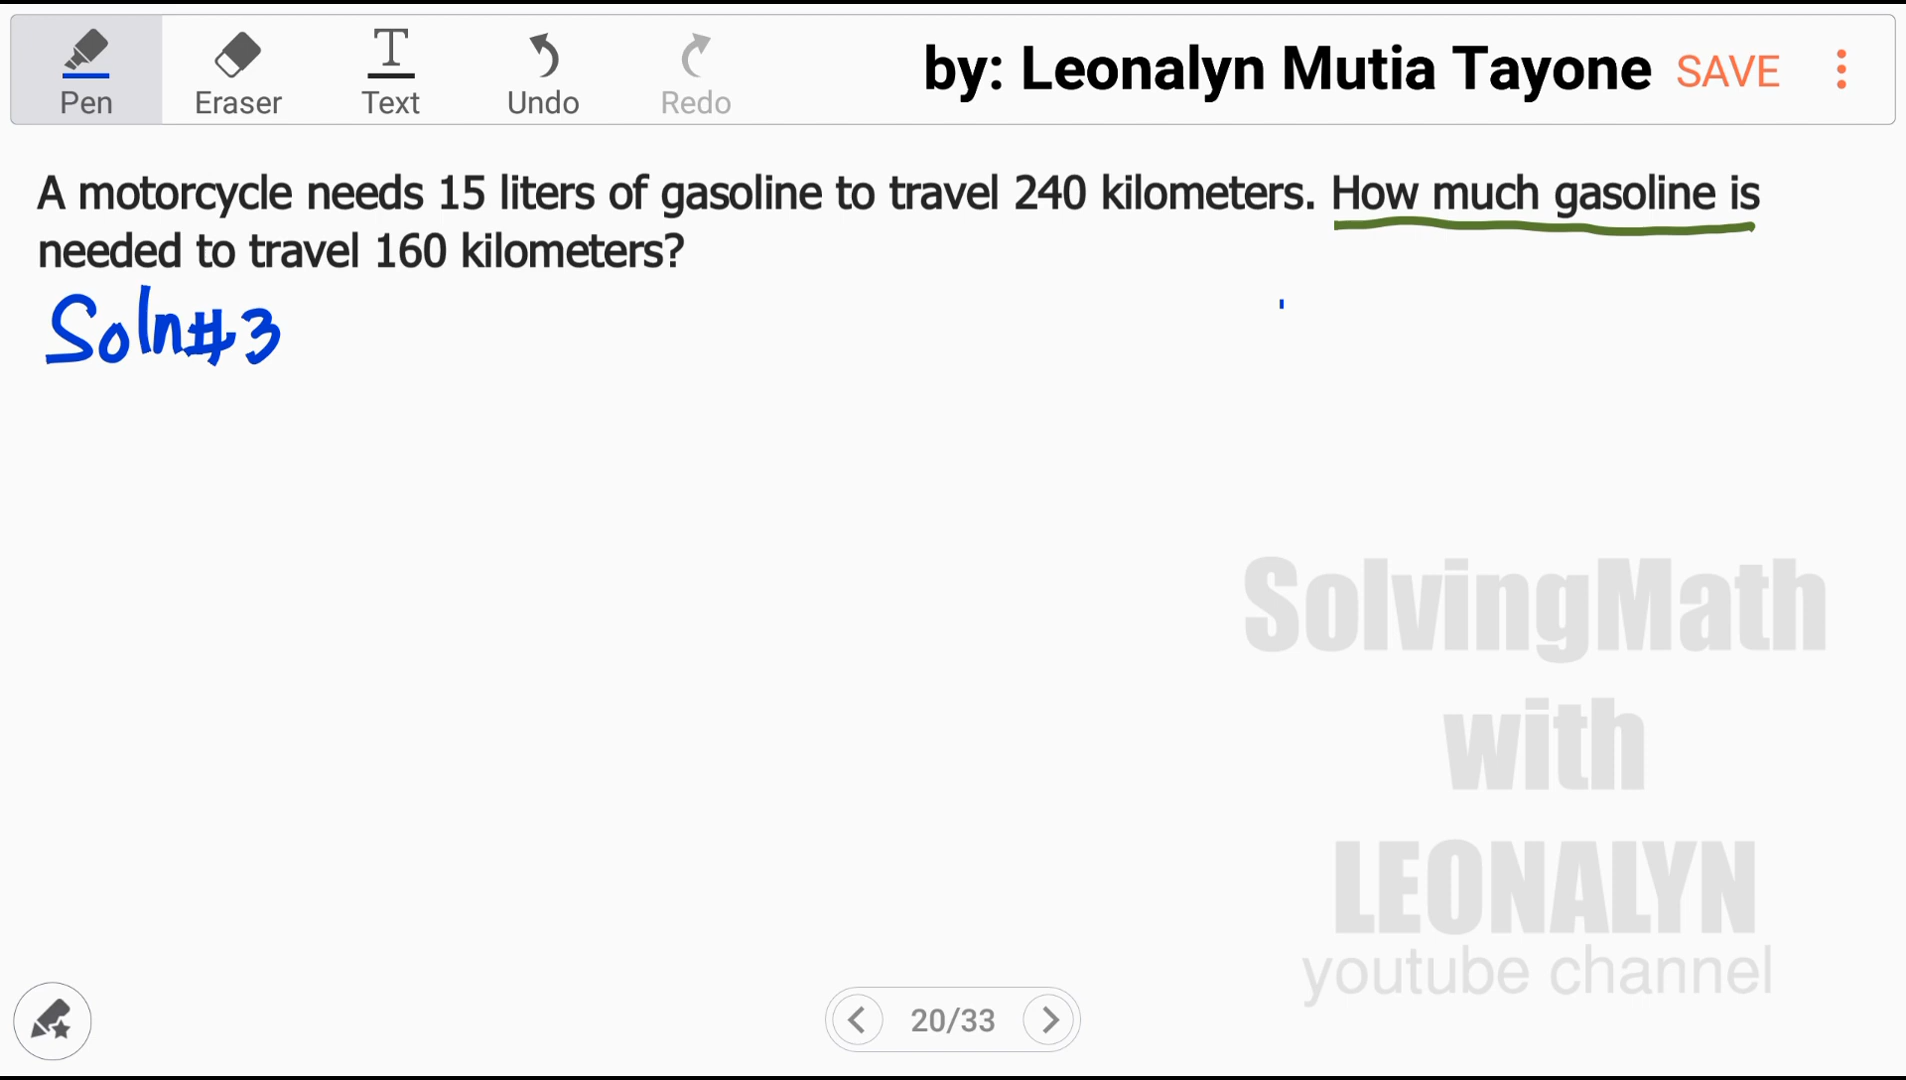 Pen Eraser Text Undo Redo by: Leonalyn Mutia Tayone SAVE
A motorcycle needs 15 liters of gasoline to travel 240 kilometers. How much gasoline is
needed to travel 160 kilometers?
Soln#3
SolvingMath
with
LEONALYN
youtube channel
20/33